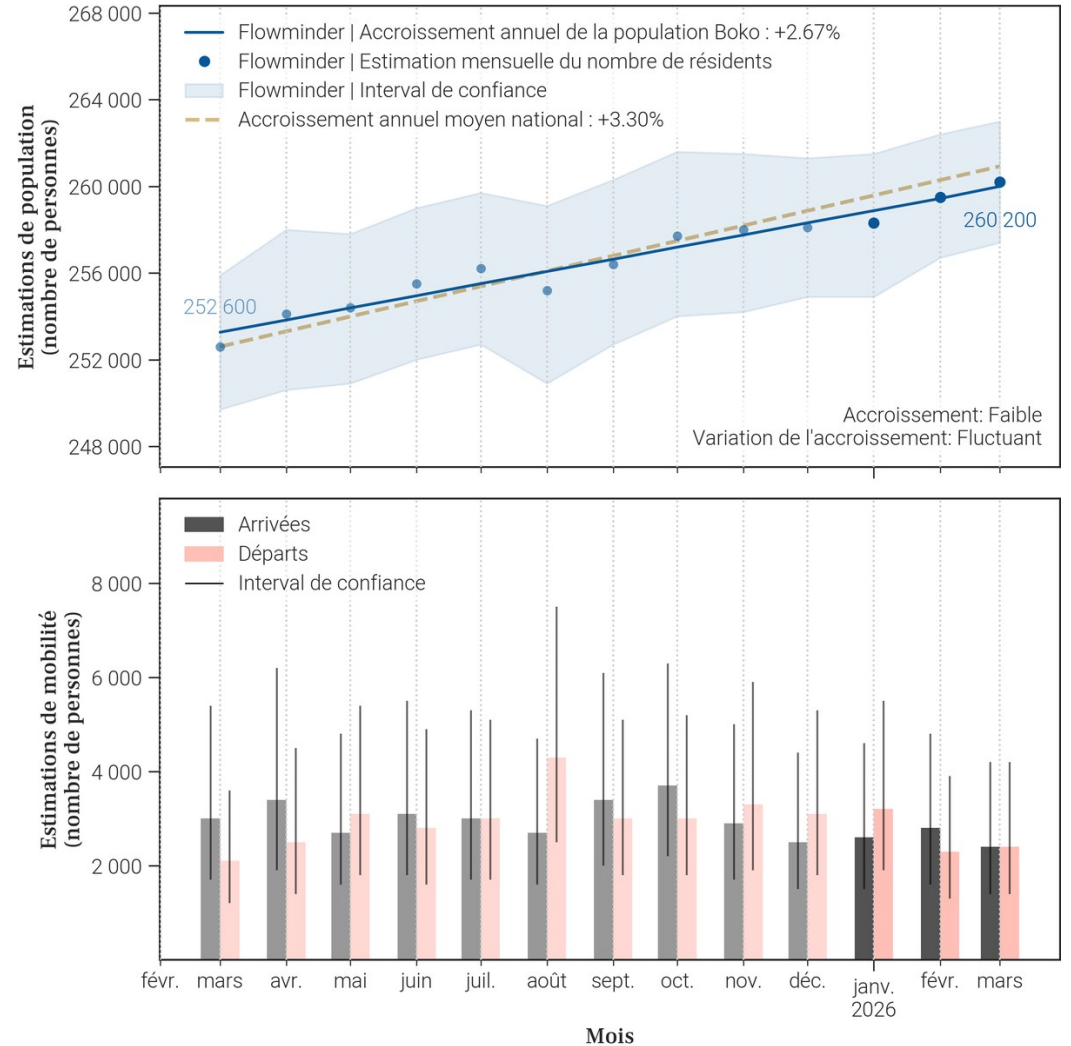 268 000
264 000
260 000
256 000
252 000
248 000
Estimations de population
(nombre de personnes)
Flowminder | Accroissement annuel de la population Boko : +2.67%
Flowminder | Estimation mensuelle du nombre de résidents
Flowminder | Interval de confiance
Accroissement annuel moyen national : +3.30%
252 600
260 200
Accroissement: Faible
Variation de l'accroissement: Fluctuant
8 000
6 000
4 000
2 000
Estimations de mobilité
(nombre de personnes)
Arrivées
Départs
Interval de confiance
févr. mars avr. mai juin juil. août sept. oct. nov. déc. janv. févr. mars
2026
Mois